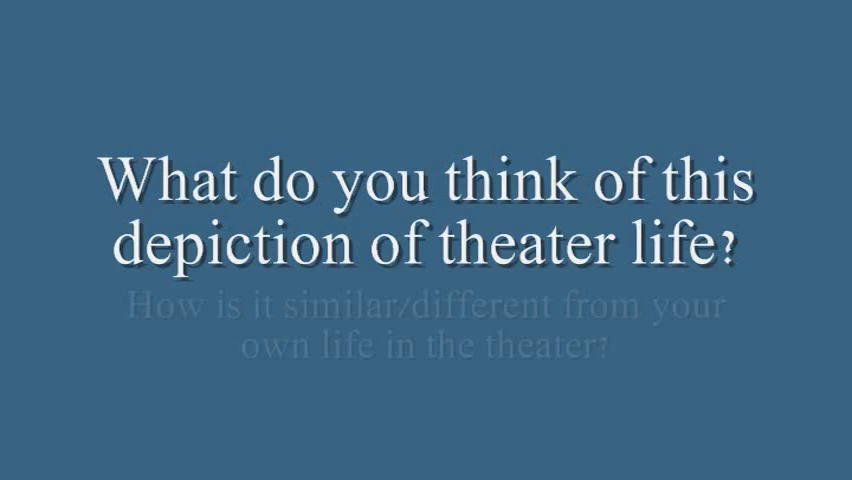 What do you think of this
depiction of theater life?
How is it similar/different from your
own life in the theater?